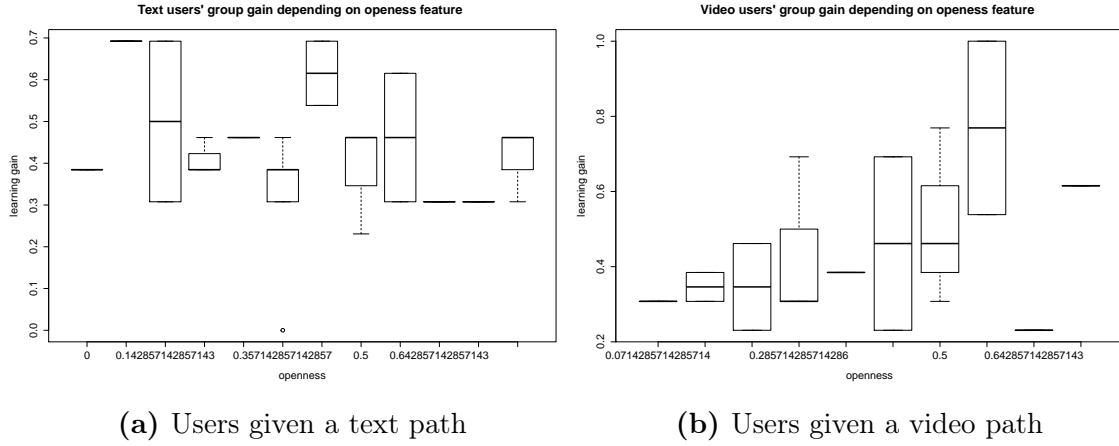 Text users' group gain depending on openess feature
learning gain
0.7
0.6
0.5
0.4
0.3
0.2
0.1
0.0
0 0.142857142857143 0.357142857142857 0.5 0.642857142857143
openness
(a) Users given a text path
Video users' group gain depending on openess feature
learning gain
1.0
0.8
0.6
0.4
0.2
0.0714285714285714 0.285714285714286 0.5 0.642857142857143
openness
(b) Users given a video path